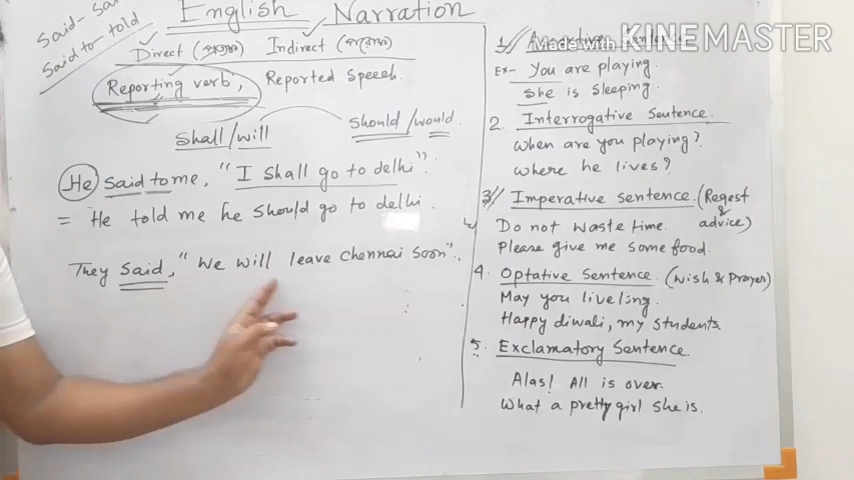 English Narration
Said - Sa
Said to - told
Direct (প্রত্যক্ষ) Indirect (পরোক্ষ)
Reporting verb, Reported Speech.
Shall/will Should/would.
He said to me, "I shall go to delhi".
= He told me he should go to delhi.
They said, "We will leave Chennai soon".
1. Assertive sentence
Made with KINEMASTER
Ex- You are playing.
She is sleeping.
2. Interrogative Sentence.
When are you playing?
Where he lives?
3. Imperative sentence. (Reqest & advice)
Do not waste time.
Please give me some food.
4. Optative Sentence. (wish & Prayer)
May you live long.
Happy diwali, my students.
5. Exclamatory Sentence.
Alas! All is over.
What a pretty girl she is.